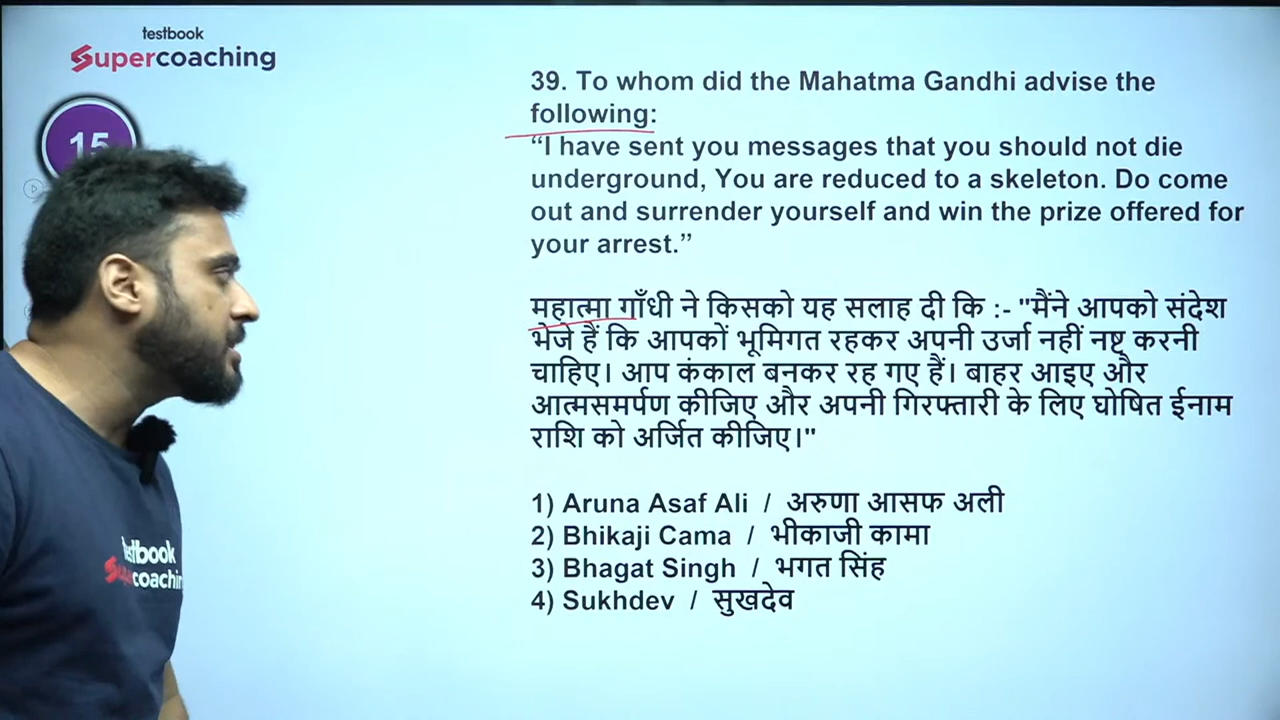 testbook
Supercoaching
15
39. To whom did the Mahatma Gandhi advise the
following:
“I have sent you messages that you should not die
underground, You are reduced to a skeleton. Do come
out and surrender yourself and win the prize offered for
your arrest.”
महात्मा गाँधी ने किसको यह सलाह दी कि :- "मैंने आपको संदेश
भेजे हैं कि आपकों भूमिगत रहकर अपनी उर्जा नहीं नष्ट करनी
चाहिए। आप कंकाल बनकर रह गए हैं। बाहर आइए और
आत्मसमर्पण कीजिए और अपनी गिरफ्तारी के लिए घोषित ईनाम
राशि को अर्जित कीजिए।"
1) Aruna Asaf Ali / अरुणा आसफ अली
2) Bhikaji Cama / भीकाजी कामा
3) Bhagat Singh / भगत सिंह
4) Sukhdev / सुखदेव
testbook
Supercoachin